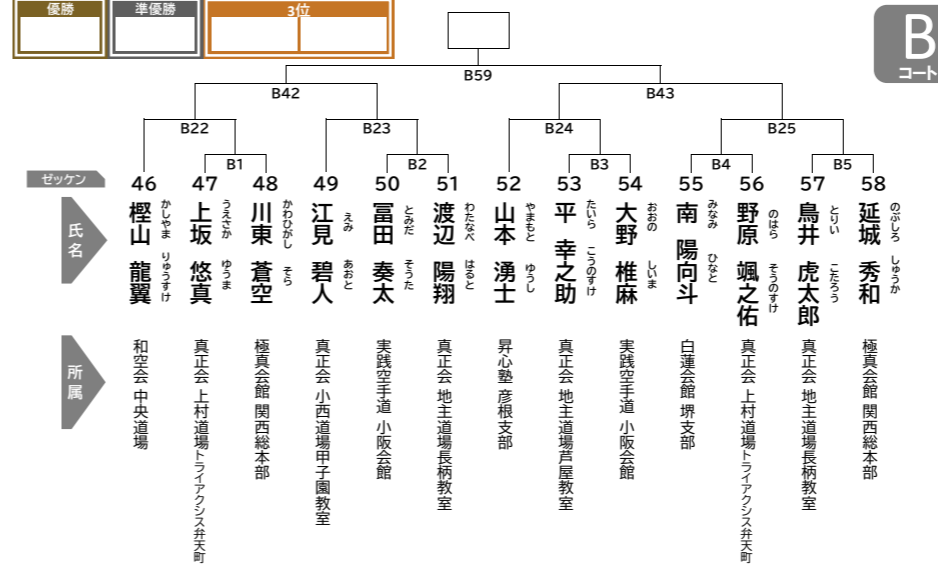 優勝
準優勝
3位
B
コート
B59
B42
B43
B22
B23
B24
B25
B1
B2
B3
B4
B5
ゼッケン
46
47
48
49
50
51
52
53
54
55
56
57
58
氏名
樫山 龍翼
かしやま りゅうすけ
上坂 悠真
うえさか ゆうま
川東 蒼空
かわひがし そら
江見 碧人
えみ あおと
冨田 奏太
とみだ そうた
渡辺 陽翔
わたなべ はると
山本 湧士
やまもと ゆうし
平 幸之助
たいら こうのすけ
大野 椎麻
おおの しいま
南 陽向斗
みなみ ひなと
野原 颯之佑
のはら そうのすけ
鳥井 虎太郎
とりい こたろう
延城 秀和
のぶしろ しゅうか
所属
和空会 中央道場
真正会 上村道場トライアクシス弁天町
極真会館 関西総本部
真正会 小西道場甲子園教室
実践空手道 小阪会館
真正会 地主道場長柄教室
昇心塾 彦根支部
真正会 地主道場芦屋教室
実践空手道 小阪会館
白蓮会館 堺支部
真正会 上村道場トライアクシス弁天町
真正会 地主道場長柄教室
極真会館 関西総本部